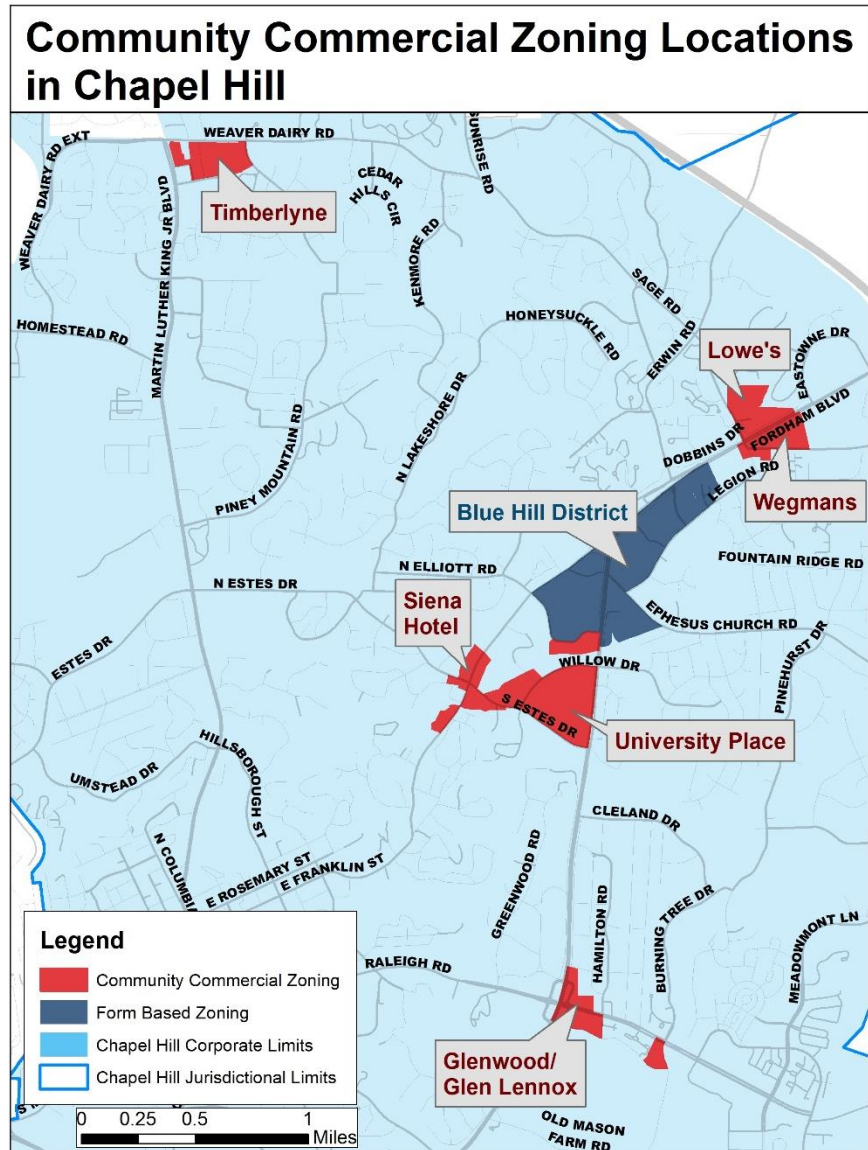 Community Commercial Zoning Locations
in Chapel Hill
WEAVER DAIRY RD EXT
WEAVER DAIRY RD
SUNRISE RD
CEDAR
HILLS CIR
Timberlyne
MARTIN LUTHER KING JR BLVD
KENMORE RD
SAGE RD
HOMESTEAD RD
HONEYSUCKLE RD
ERWIN RD
EASTOWNE DR
Lowe's
N LAKESHORE DR
DOBBINS DR
FORDHAM BLVD
LEGION RD
PINEY MOUNTAIN RD
Wegmans
Blue Hill District
N ELLIOTT RD
FOUNTAIN RIDGE RD
N ESTES DR
Siena
Hotel
EPHESUS CHURCH RD
ESTES DR
WILLOW DR
PINEHURST DR
S ESTES DR
University Place
HILLSBOROUGH ST
UMSTEAD DR
CLELAND DR
N COLUMBIA
E ROSEMARY ST
E FRANKLIN ST
GREENWOOD RD
HAMILTON RD
BURNING TREE DR
MEADOWMONT LN
RALEIGH RD
Glenwood/
Glen Lennox
OLD MASON
FARM RD
Legend
Community Commercial Zoning
Form Based Zoning
Chapel Hill Corporate Limits
Chapel Hill Jurisdictional Limits
0 0.25 0.5 1
Miles